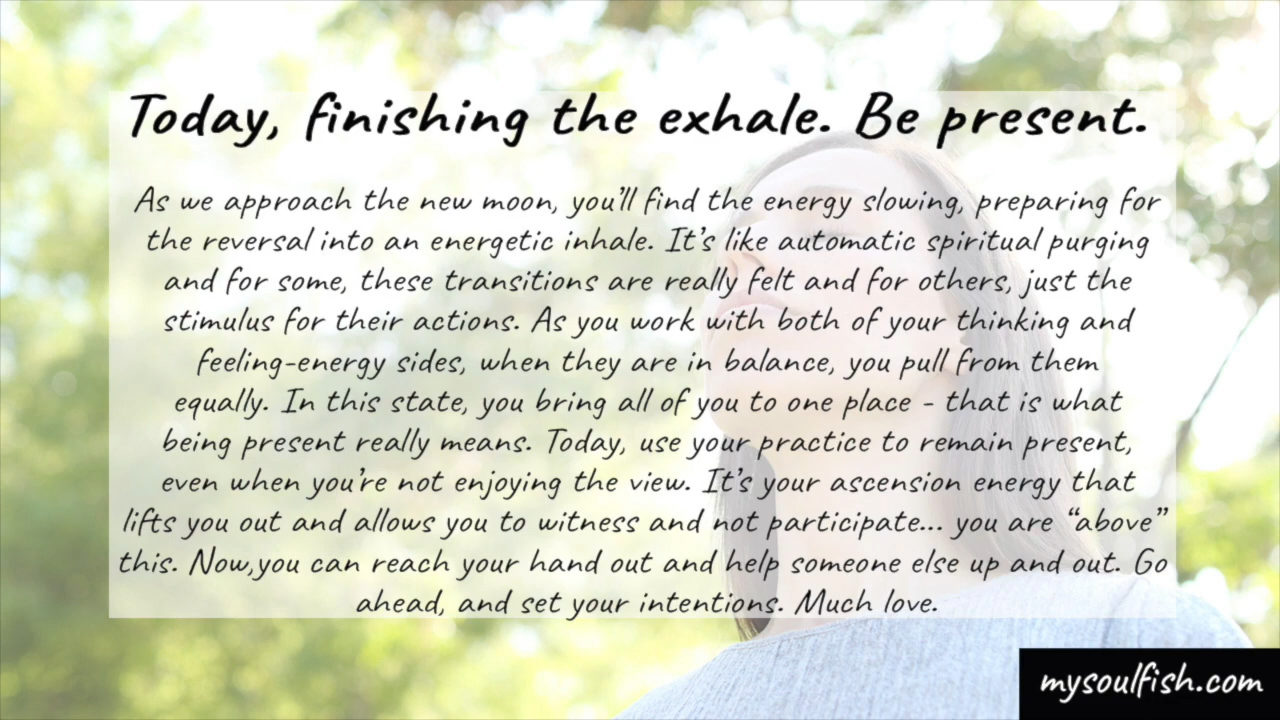 Today, finishing the exhale. Be present.
As we approach the new moon, you'll find the energy slowing, preparing for
the reversal into an energetic inhale. It's like automatic spiritual purging
and for some, these transitions are really felt and for others, just the
stimulus for their actions. As you work with both of your thinking and
feeling-energy sides, when they are in balance, you pull from them
equally. In this state, you bring all of you to one place - that is what
being present really means. Today, use your practice to remain present,
even when you're not enjoying the view. It's your ascension energy that
lifts you out and allows you to witness and not participate... you are “above”
this. Now,you can reach your hand out and help someone else up and out. Go
ahead, and set your intentions. Much love.
mysoulfish.com